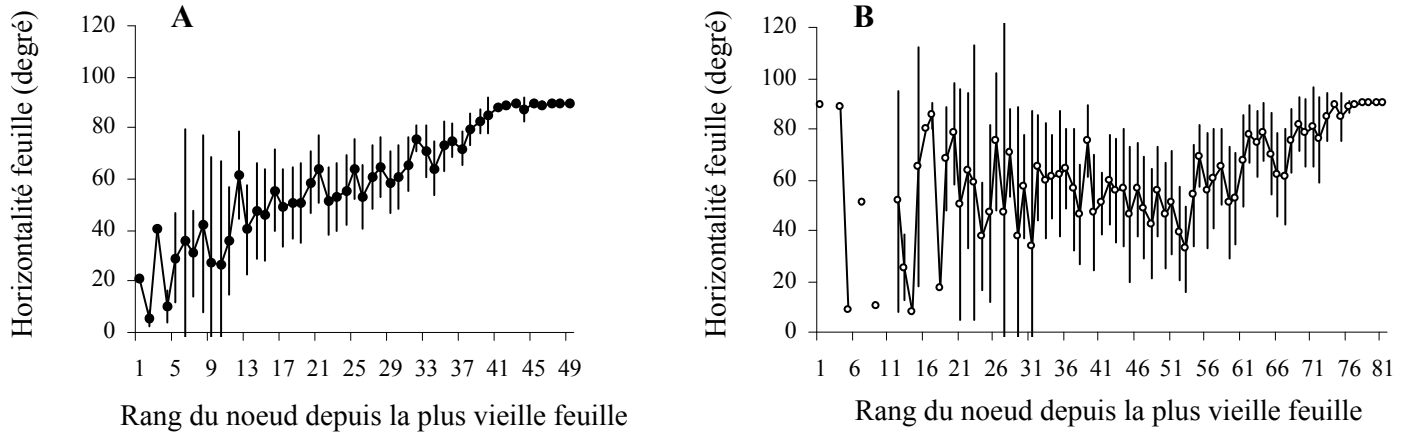 A
Horizontalité feuille (degré)
120
100
80
60
40
20
0
1 5 9 13 17 21 25 29 33 37 41 45 49
Rang du noeud depuis la plus vieille feuille
B
Horizontalité feuille (degré)
120
100
80
60
40
20
0
1 6 11 16 21 26 31 36 41 46 51 56 61 66 71 76 81
Rang du noeud depuis la plus vieille feuille